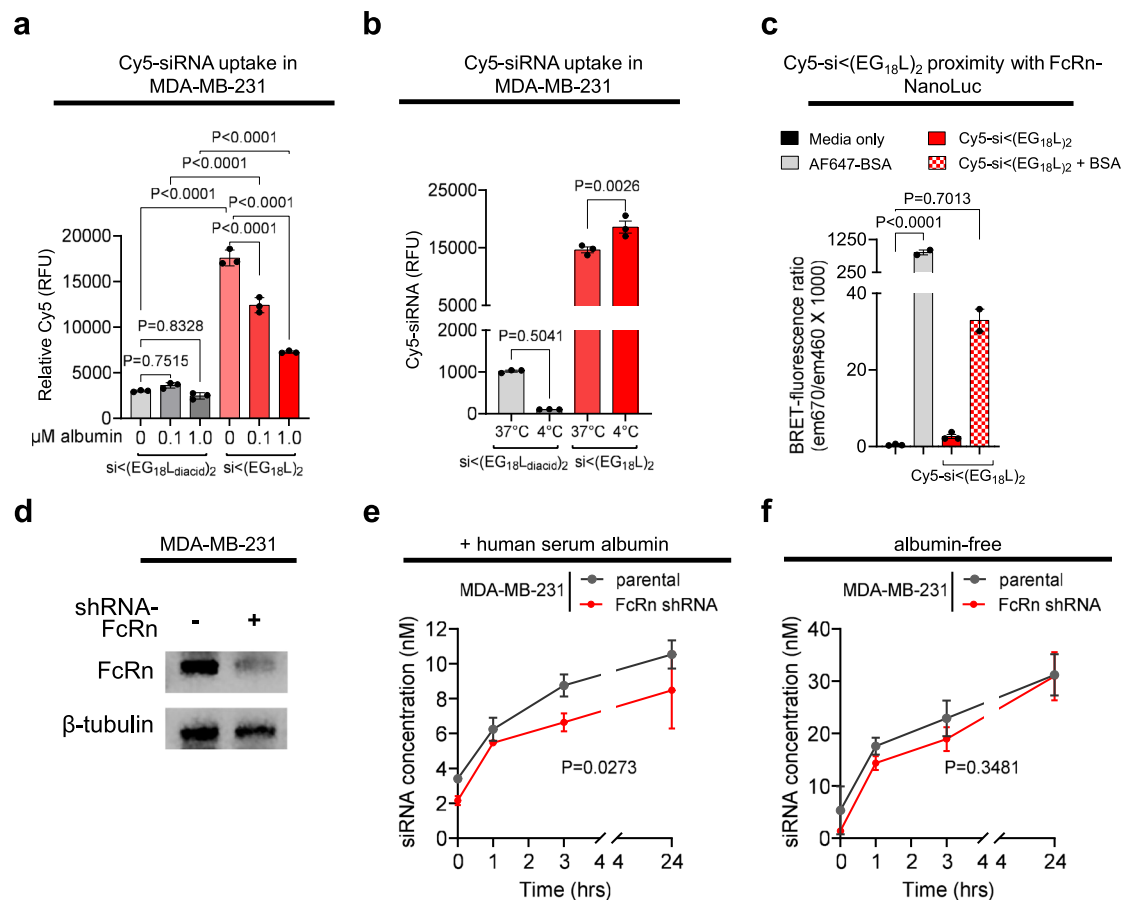 a
Cy5-siRNA uptake in
MDA-MB-231
P<0.0001
P<0.0001
P<0.0001
P<0.0001
P<0.0001
P=0.8328
P=0.7515
Relative Cy5 (RFU)
20000
15000
10000
5000
0
µM albumin 0 0.1 1.0 0 0.1 1.0
si<(EG18Ldiacid)2 si<(EG18L)2
b
Cy5-siRNA uptake in
MDA-MB-231
P=0.0026
P=0.5041
Cy5-siRNA (RFU)
25000
15000
5000
1000
2000
0
37°C 4°C 37°C 4°C
si<(EG18Ldiacid)2 si<(EG18L)2
c
Cy5-si<(EG18L)2 proximity with FcRn-
NanoLuc
Media only
Cy5-si<(EG18L)2
AF647-BSA
Cy5-si<(EG18L)2 + BSA
P=0.7013
P<0.0001
BRET-fluorescence ratio
(em670/em460 X 1000)
1250
250
40
20
0
Cy5-si<(EG18L)2
d
MDA-MB-231
shRNA-
FcRn
- +
FcRn
β-tubulin
e
+ human serum albumin
MDA-MB-231
parental
FcRn shRNA
siRNA concentration (nM)
12
10
8
6
4
2
0
P=0.0273
0 1 3 4 4 24
Time (hrs)
f
albumin-free
MDA-MB-231
parental
FcRn shRNA
siRNA concentration (nM)
40
30
20
10
0
P=0.3481
0 1 3 4 4 24
Time (hrs)